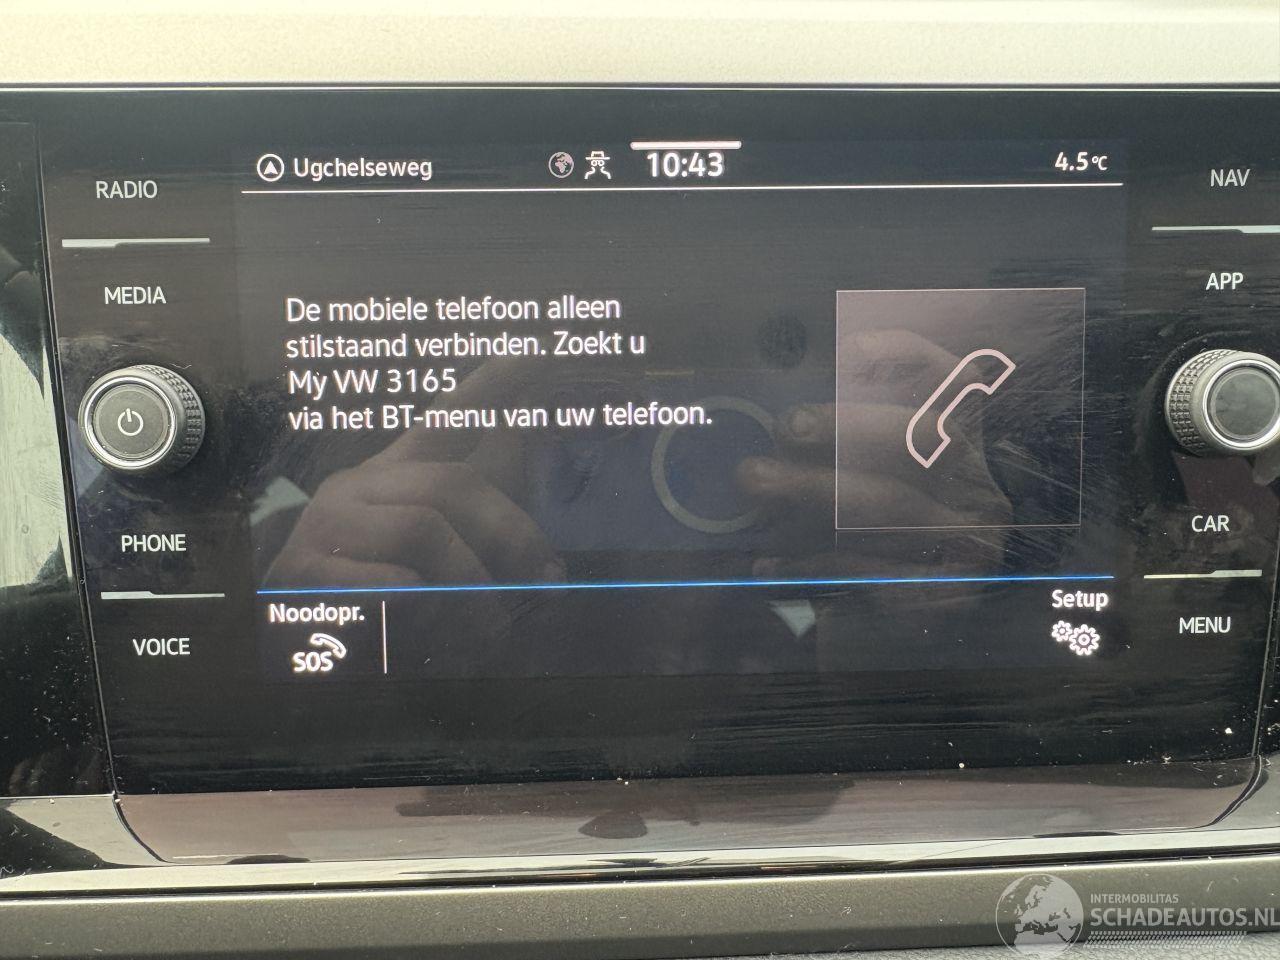 Ugchelseweg 10:43 4.5°C
RADIO
NAV
MEDIA
APP
De mobiele telefoon alleen
stilstaand verbinden. Zoekt u
My VW 3165
via het BT-menu van uw telefoon.
PHONE
CAR
Noodopr.
Setup
SOS
VOICE
MENU
INTERMOBILITAS
SCHADEAUTOS.NL